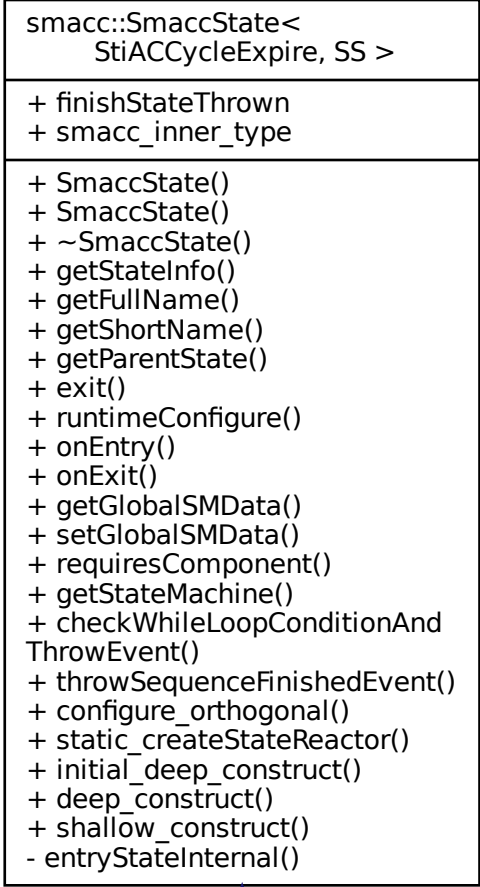 smacc::SmaccState<
StiACCycleExpire, SS >
+ finishStateThrown
+ smacc_inner_type
+ SmaccState()
+ SmaccState()
+ ~SmaccState()
+ getStateInfo()
+ getFullName()
+ getShortName()
+ getParentState()
+ exit()
+ runtimeConfigure()
+ onEntry()
+ onExit()
+ getGlobalSMData()
+ setGlobalSMData()
+ requiresComponent()
+ getStateMachine()
+ checkWhileLoopConditionAnd
ThrowEvent()
+ throwSequenceFinishedEvent()
+ configure_orthogonal()
+ static_createStateReactor()
+ initial_deep_construct()
+ deep_construct()
+ shallow_construct()
- entryStateInternal()